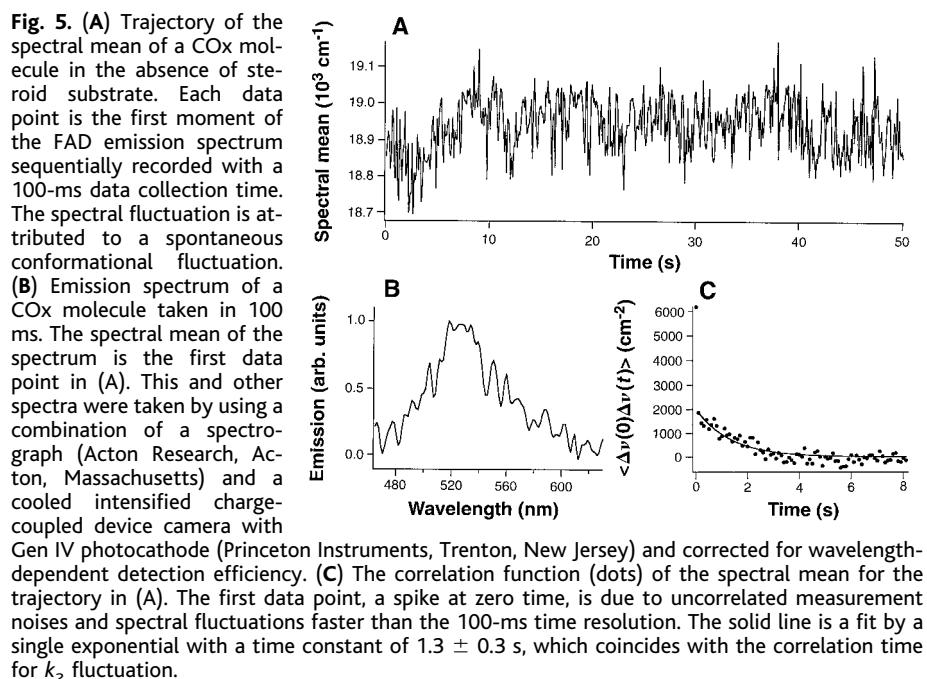 Fig. 5. (A) Trajectory of the
spectral mean of a COx mol-
ecule in the absence of ste-
roid substrate. Each data
point is the first moment of
the FAD emission spectrum
sequentially recorded with a
100-ms data collection time.
The spectral fluctuation is at-
tributed to a spontaneous
conformational fluctuation.
(B) Emission spectrum of a
COx molecule taken in 100
ms. The spectral mean of the
spectrum is the first data
point in (A). This and other
spectra were taken by using a
combination of a spectro-
graph (Acton Research, Ac-
ton, Massachusetts) and a
cooled intensified charge-
coupled device camera with
Gen IV photocathode (Princeton Instruments, Trenton, New Jersey) and corrected for wavelength-
dependent detection efficiency. (C) The correlation function (dots) of the spectral mean for the
trajectory in (A). The first data point, a spike at zero time, is due to uncorrelated measurement
noises and spectral fluctuations faster than the 100-ms time resolution. The solid line is a fit by a
single exponential with a time constant of 1.3 ± 0.3 s, which coincides with the correlation time
for k₂ fluctuation.
A
Spectral mean (10³ cm⁻¹)
19.1
19.0
18.9
18.8
18.7
0 10 20 30 40 50
Time (s)
B
Emission (arb. units)
1.0
0.5
0.0
480 520 560 600
Wavelength (nm)
C
<Δν(0)Δν(t)> (cm⁻²)
6000
5000
4000
3000
2000
1000
0
0 2 4 6 8
Time (s)